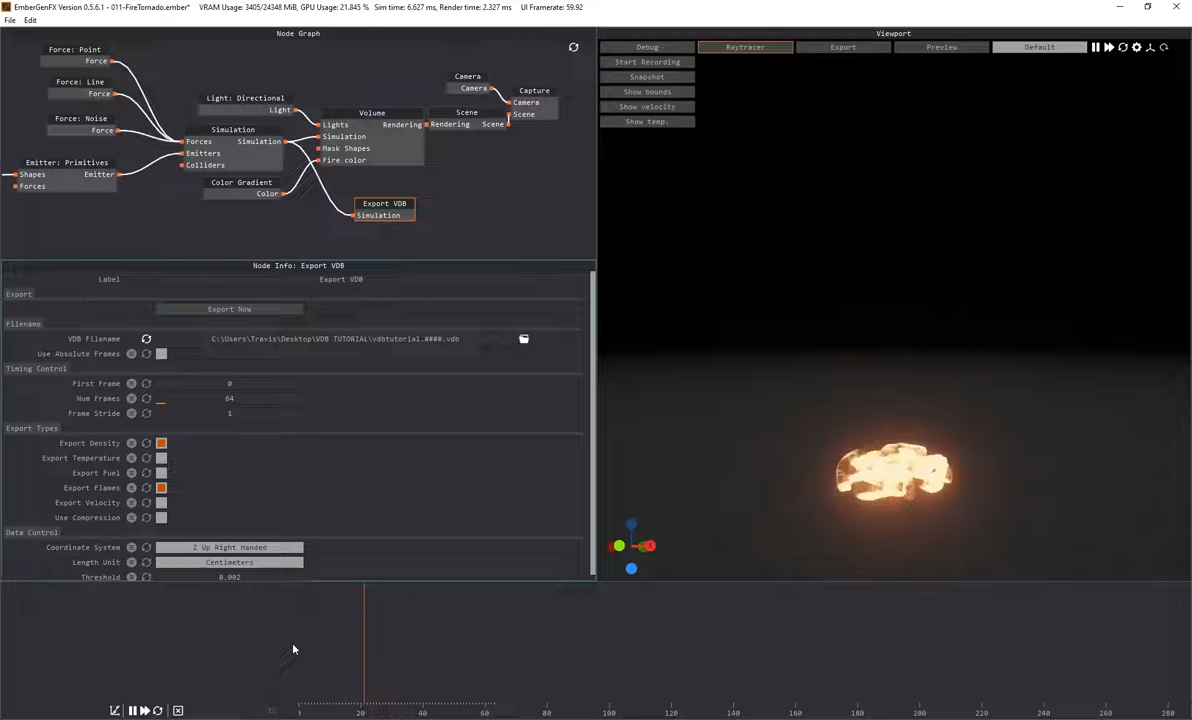 EmberGenFX Version 0.5.6.1 - 011-FireTornado.ember* VRAM Usage: 3405/24348 MiB, GPU Usage: 21.845 % Sim time: 6.627 ms, Render time: 2.327 ms UI Framerate: 59.92
File Edit
Node Graph
Force: Point
Force
Force: Line
Force
Force: Noise
Force
Emitter: Primitives
Shapes Emitter
Forces
Light: Directional
Light
Simulation
Forces Simulation
Emitters
Colliders
Color Gradient
Color
Volume
Lights Rendering
Simulation
Mask Shapes
Fire color
Camera
Camera
Scene
Rendering Scene
Capture
Camera
Scene
Export VDB
Simulation
Viewport
Debug Raytracer Export Preview Default
Start Recording
Snapshot
Show bounds
Show velocity
Show temp.
X
Node Info: Export VDB
Label Export VDB
Export
Export Now
Filename
VDB Filename C:\Users\Travis\Desktop\VDB TUTORIAL\vdbtutorial.####.vdb
Use Absolute Frames
Timing Control
First Frame 0
Num Frames 64
Frame Stride 1
Export Types
Export Density
Export Temperature
Export Fuel
Export Flames
Export Velocity
Use Compression
Data Control
Coordinate System Z Up Right Handed
Length Unit Centimeters
Threshold 0.002
20 40 60 80 100 120 140 160 180 200 220 240 260 280